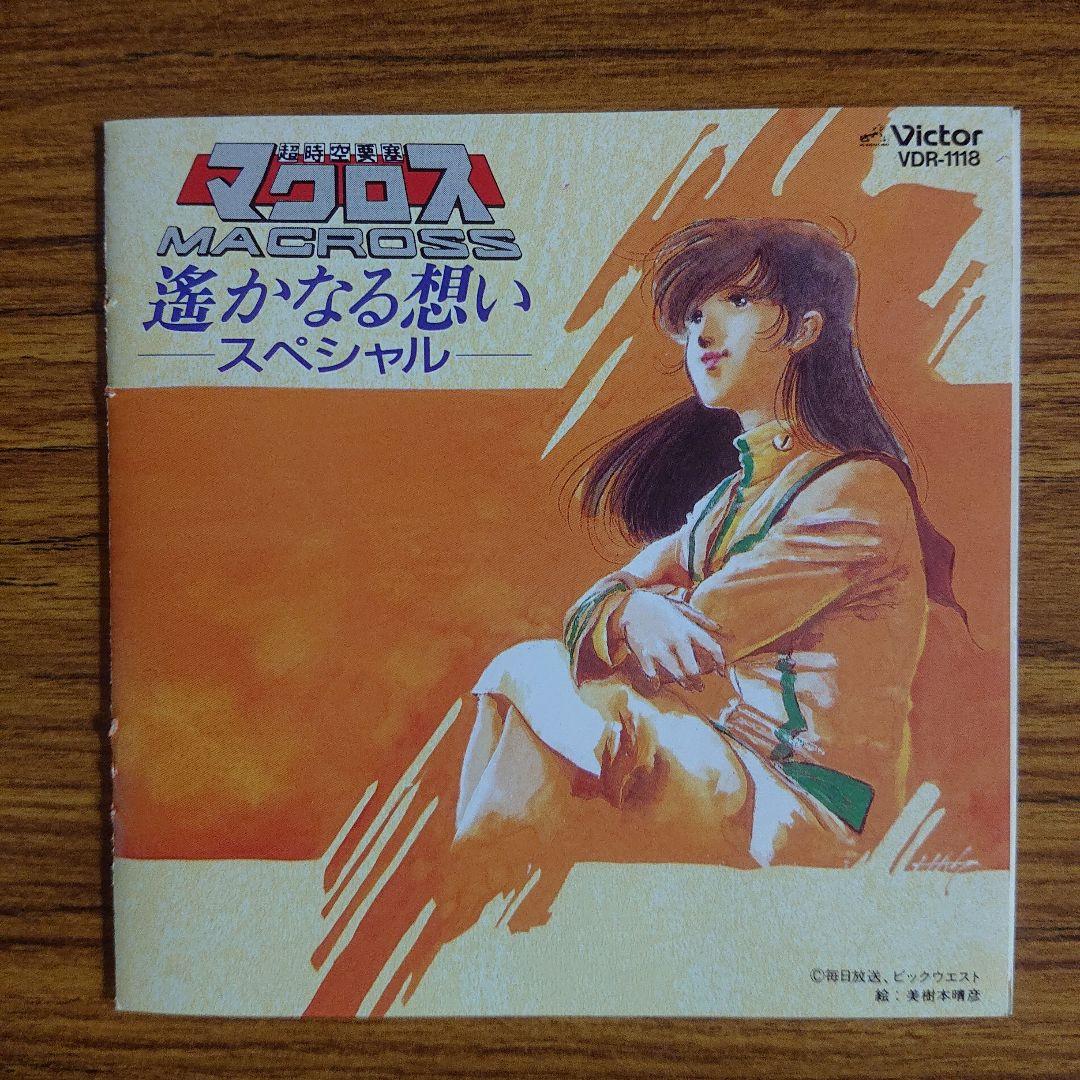 超時空要塞
マクロス
MACROSS
遙かなる想い
スペシャル
Victor
VDR-1118
©毎日放送、ビックウエスト
絵:美樹本晴彦